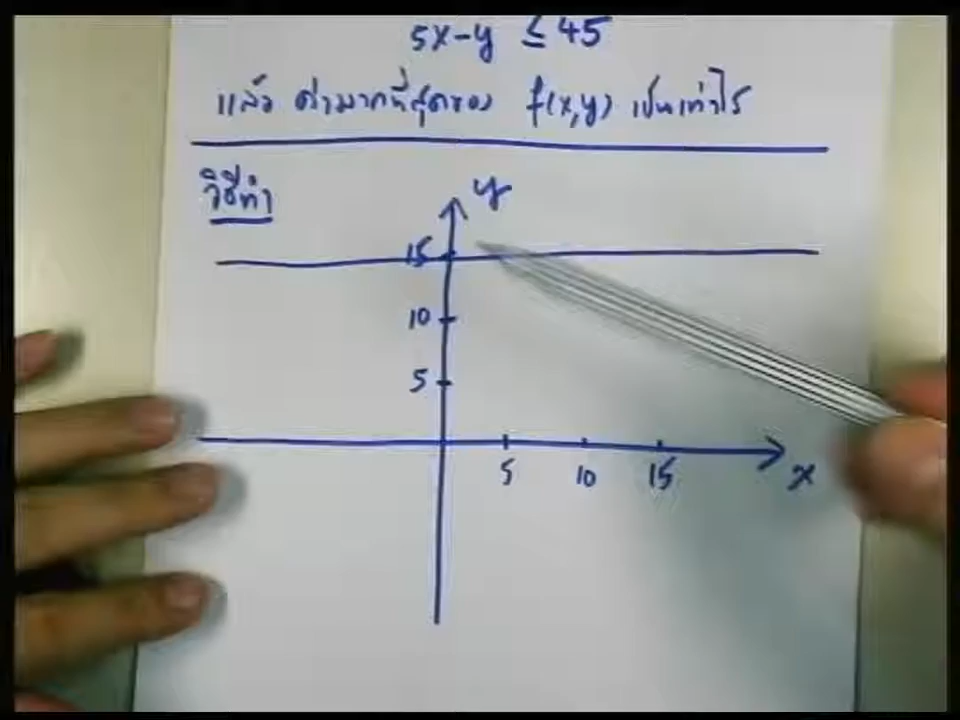 5x-y ≤ 45
แล้ว ค่ามากที่สุดของ f(x,y) เป็นเท่าไร
วิธีทำ
y
15
10
5
5 10 15 x